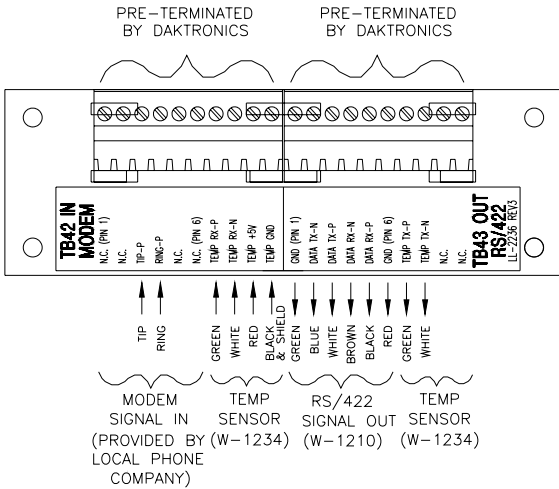 PRE-TERMINATED
BY DAKTRONICS
PRE-TERMINATED
BY DAKTRONICS
TB42 IN
MODEM
N.C. (PIN 1)
N.C.
TIP-P
RING-P
N.C.
N.C. (PIN 6)
TEMP RX-P
TEMP RX-N
TEMP +5V
TEMP GND
GND (PIN 1)
DATA TX-N
DATA TX-P
DATA RX-N
DATA RX-P
GND (PIN 6)
TEMP TX-P
TEMP TX-N
N.C.
N.C.
TB43 OUT
RS/422
LL-2236 REV3
TIP
RING
GREEN
WHITE
RED
BLACK
& SHIELD
GREEN
BLUE
WHITE
BROWN
BLACK
RED
GREEN
WHITE
MODEM
SIGNAL IN
(PROVIDED BY
LOCAL PHONE
COMPANY)
TEMP
SENSOR
(W-1234)
RS/422
SIGNAL OUT
(W-1210)
TEMP
SENSOR
(W-1234)